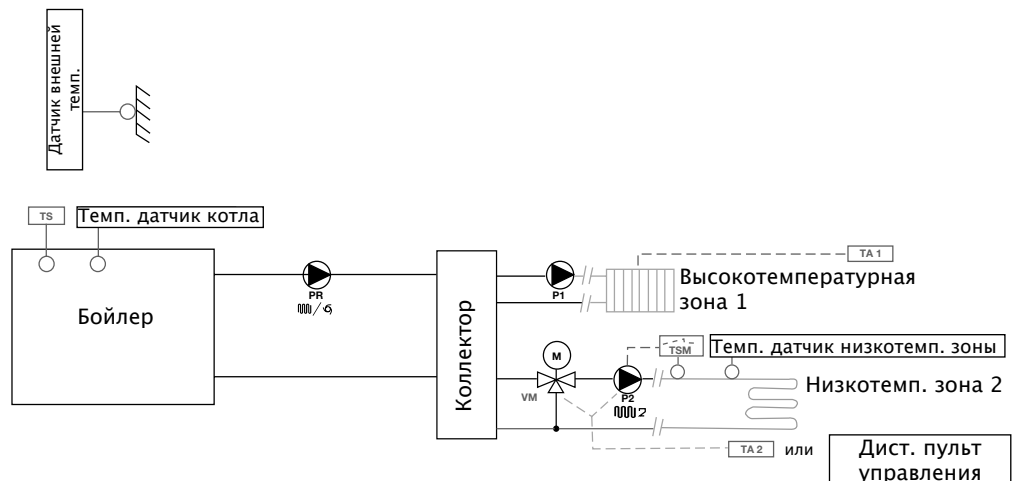 Датчик внешней
темп.
TS
Темп. датчик котла
Бойлер
PR
Коллектор
P1
TA 1
Высокотемпературная
зона 1
M
VM
P2
TSM
Темп. датчик низкотемп. зоны
Низкотемп. зона 2
TA 2
или
Дист. пульт
управления